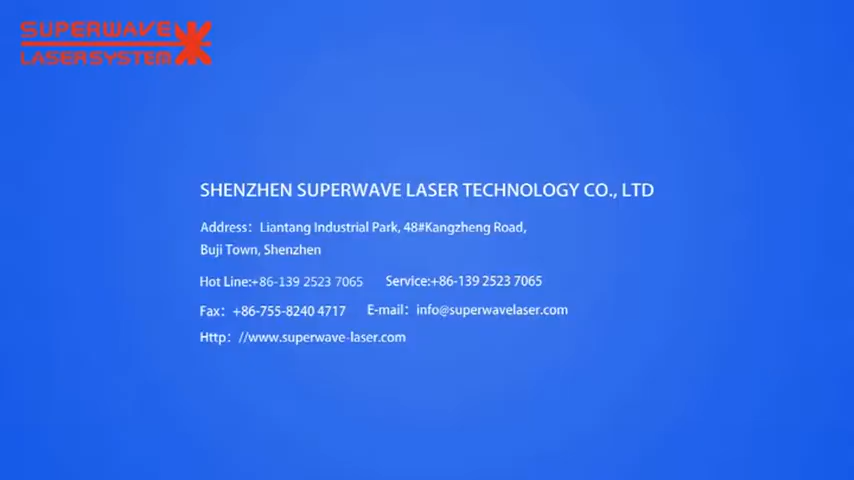 SUPERWAVE
LASER SYSTEM
SHENZHEN SUPERWAVE LASER TECHNOLOGY CO., LTD
Address: Liantang Industrial Park, 48#Kangzheng Road,
Buji Town, Shenzhen
Hot Line:+86-139 2523 7065 Service:+86-139 2523 7065
Fax: +86-755-8240 4717 E-mail: info@superwavelaser.com
Http: //www.superwave-laser.com